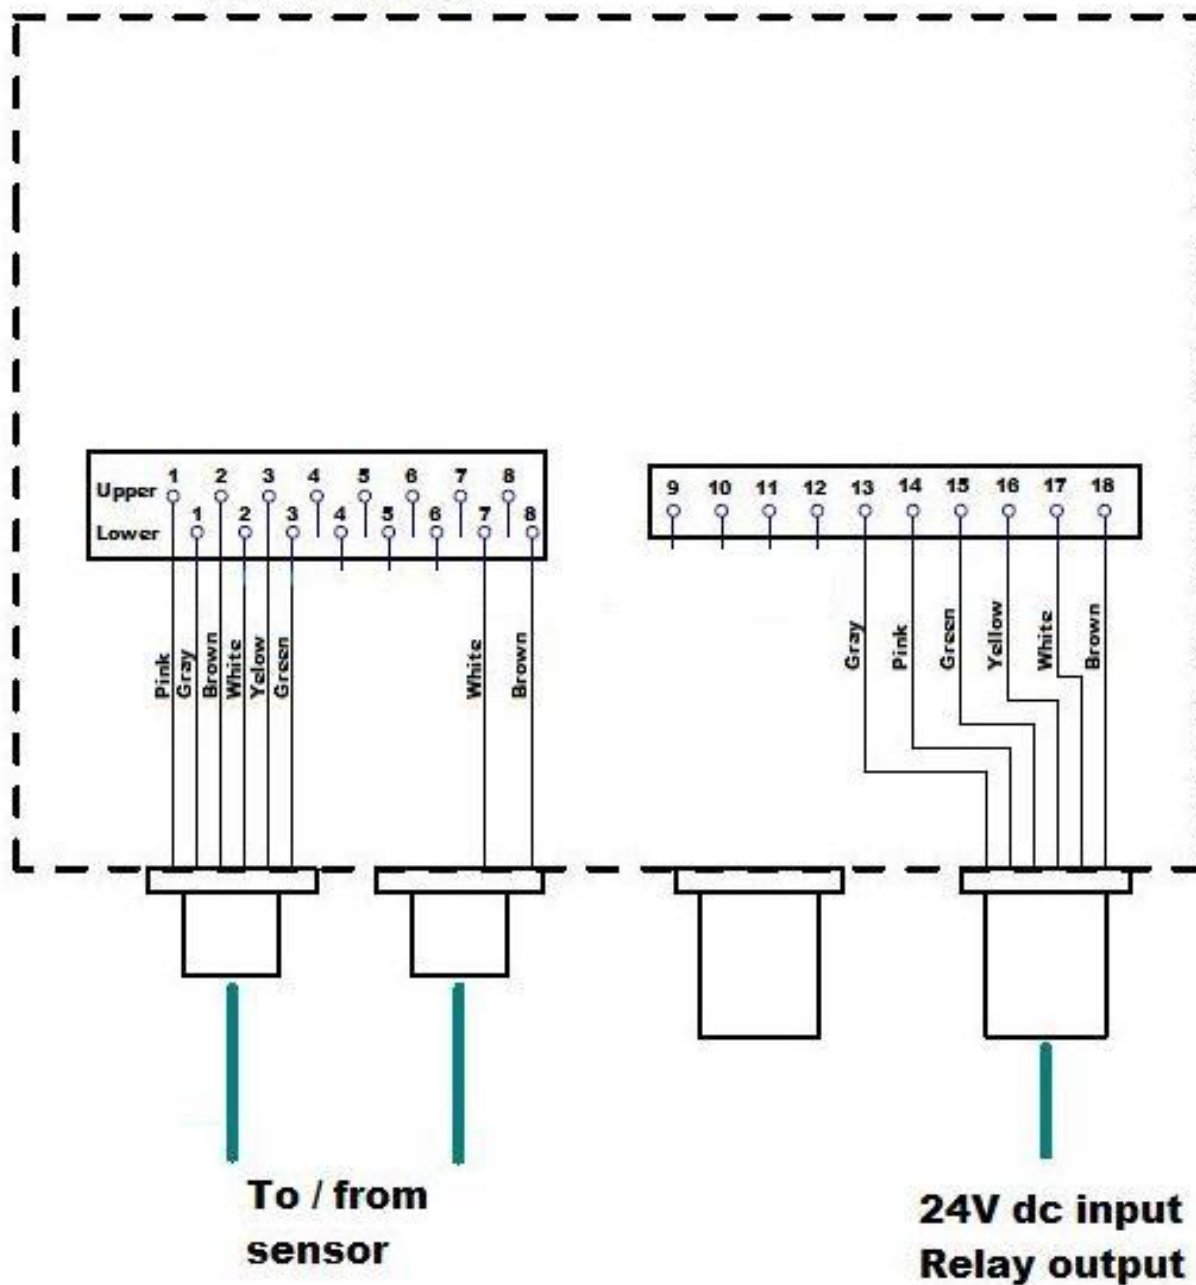 1 2 3 4 5 6 7 8
Upper
1 2 3 4 5 6 7 8
Lower
9 10 11 12 13 14 15 16 17 18
Pink
Gray
Brown
White
Yelow
Green
White
Brown
Gray
Pink
Green
Yellow
White
Brown
To / from
sensor
24V dc input
Relay output